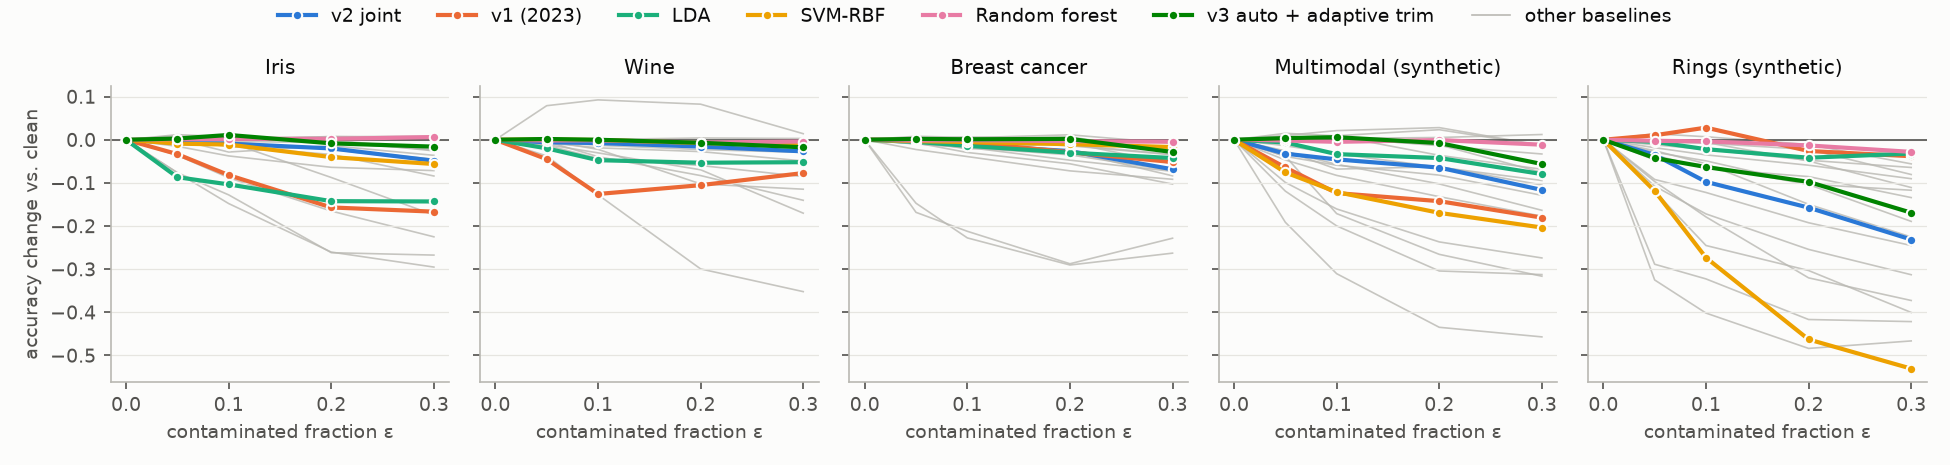 v2 joint v1 (2023) LDA SVM-RBF Random forest v3 auto + adaptive trim other baselines
Iris Wine Breast cancer Multimodal (synthetic) Rings (synthetic)
accuracy change vs. clean
0.1
0.0
−0.1
−0.2
−0.3
−0.4
−0.5
0.0 0.1 0.2 0.3 0.0 0.1 0.2 0.3 0.0 0.1 0.2 0.3 0.0 0.1 0.2 0.3 0.0 0.1 0.2 0.3
contaminated fraction ε contaminated fraction ε contaminated fraction ε contaminated fraction ε contaminated fraction ε